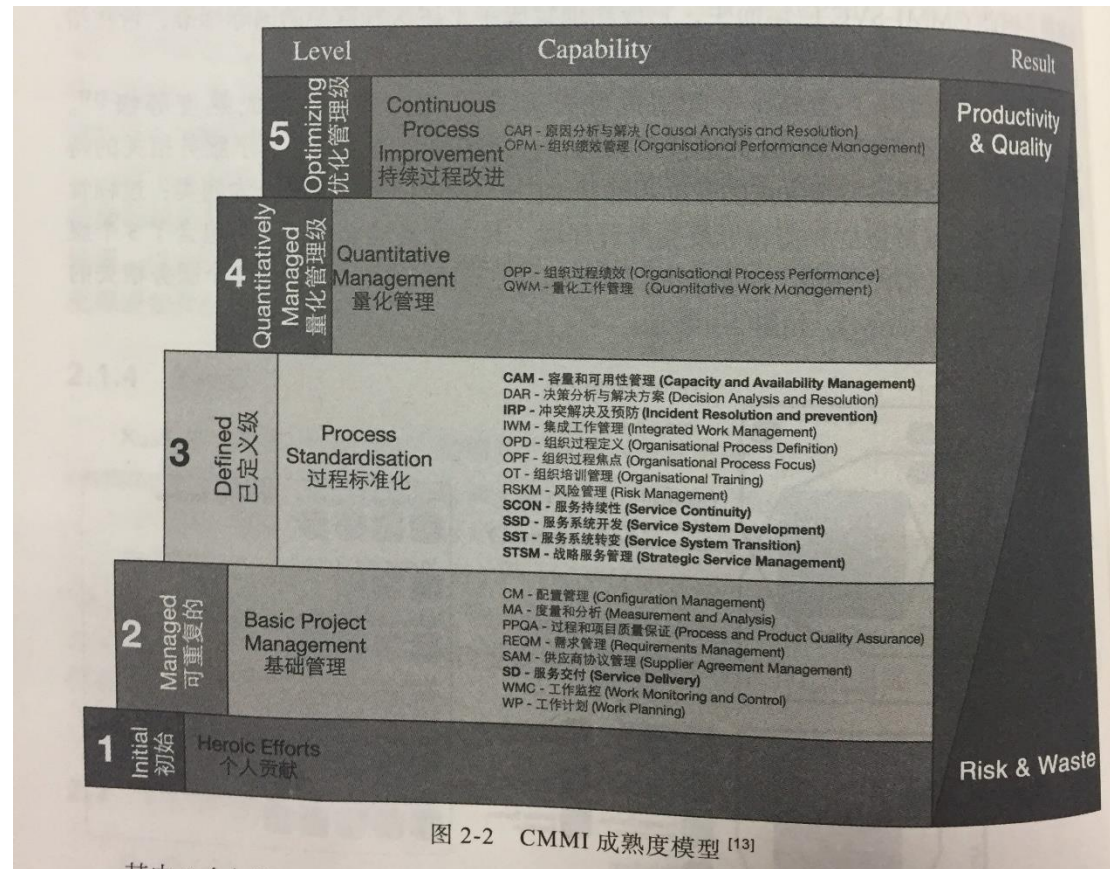 Level Capability Result
5
Optimizing
优化管理级
Continuous
Process
Improvement
持续过程改进
CAR - 原因分析与解决 (Causal Analysis and Resolution)
OPM - 组织绩效管理 (Organisational Performance Management)
Productivity
& Quality
4
Quantitatively
Managed
量化管理级
Quantitative
Management
量化管理
OPP - 组织过程绩效 (Organisational Process Performance)
QWM - 量化工作管理 (Quantitative Work Management)
3
Defined
已定义级
Process
Standardisation
过程标准化
CAM - 容量和可用性管理 (Capacity and Availability Management)
DAR - 决策分析与解决方案 (Decision Analysis and Resolution)
IRP - 冲突解决及预防 (Incident Resolution and prevention)
IWM - 集成工作管理 (Integrated Work Management)
OPD - 组织过程定义 (Organisational Process Definition)
OPF - 组织过程焦点 (Organisational Process Focus)
OT - 组织培训管理 (Organisational Training)
RSKM - 风险管理 (Risk Management)
SCON - 服务持续性 (Service Continuity)
SSD - 服务系统开发 (Service System Development)
SST - 服务系统转变 (Service System Transition)
STSM - 战略服务管理 (Strategic Service Management)
2
Managed
可重复的
Basic Project
Management
基础管理
CM - 配置管理 (Configuration Management)
MA - 度量和分析 (Measurement and Analysis)
PPQA - 过程和项目质量保证 (Process and Product Quality Assurance)
REQM - 需求管理 (Requirements Management)
SAM - 供应商协议管理 (Supplier Agreement Management)
SD - 服务交付 (Service Delivery)
WMC - 工作监控 (Work Monitoring and Control)
WP - 工作计划 (Work Planning)
1
Initial
初始
Heroic Efforts
个人贡献
Risk & Waste
图 2-2 CMMI 成熟度模型 [13]